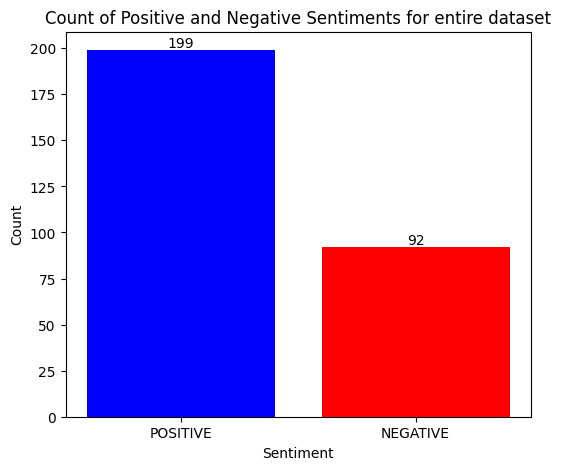 Count of Positive and Negative Sentiments for entire dataset
199
92
200
175
150
125
100
75
50
25
0
Count
POSITIVE
NEGATIVE
Sentiment